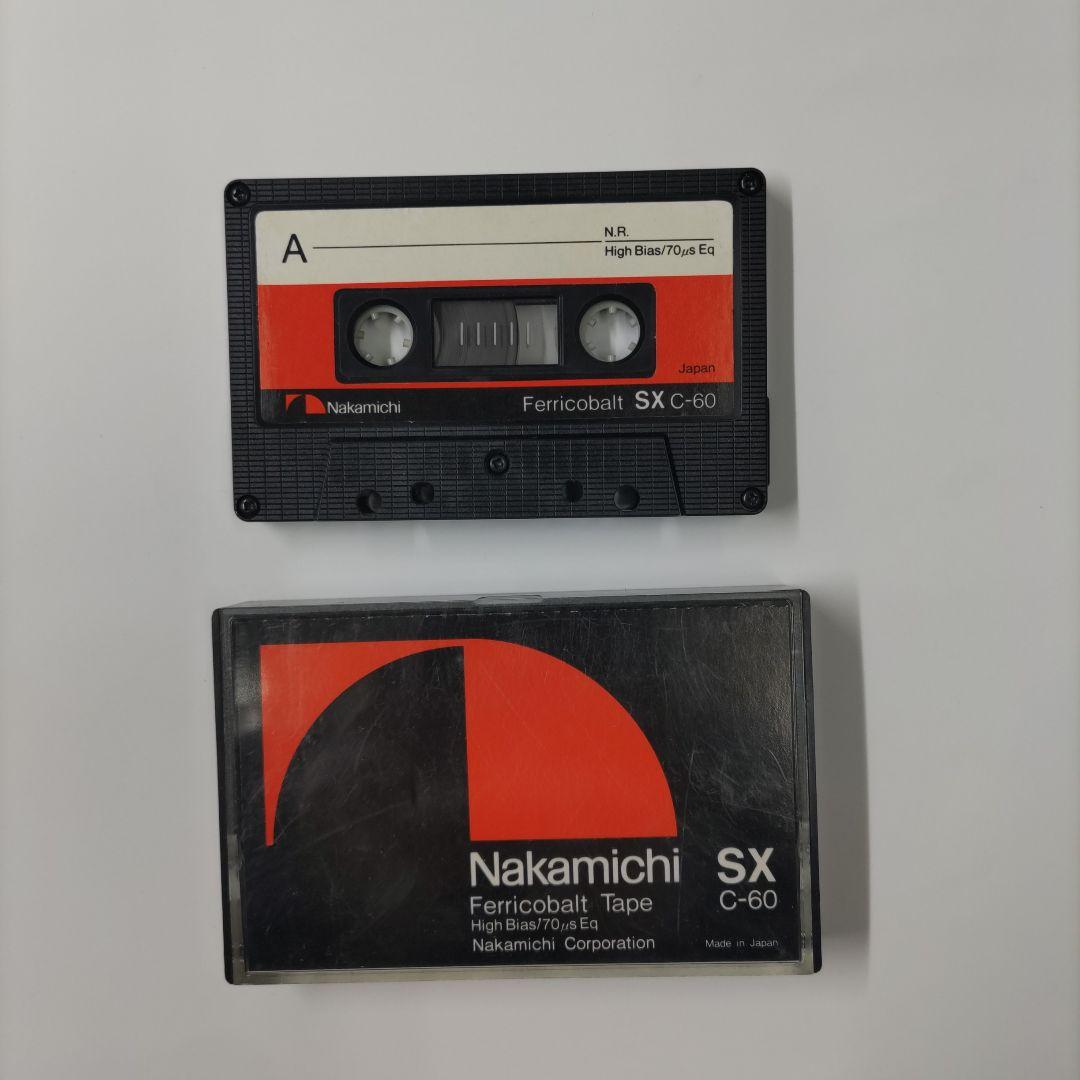 A
N.R.
High Bias/70μs Eq
Japan
Nakamichi
Ferricobalt SX C-60
Nakamichi SX
Ferricobalt Tape C-60
High Bias/70μs Eq
Nakamichi Corporation
Made in Japan